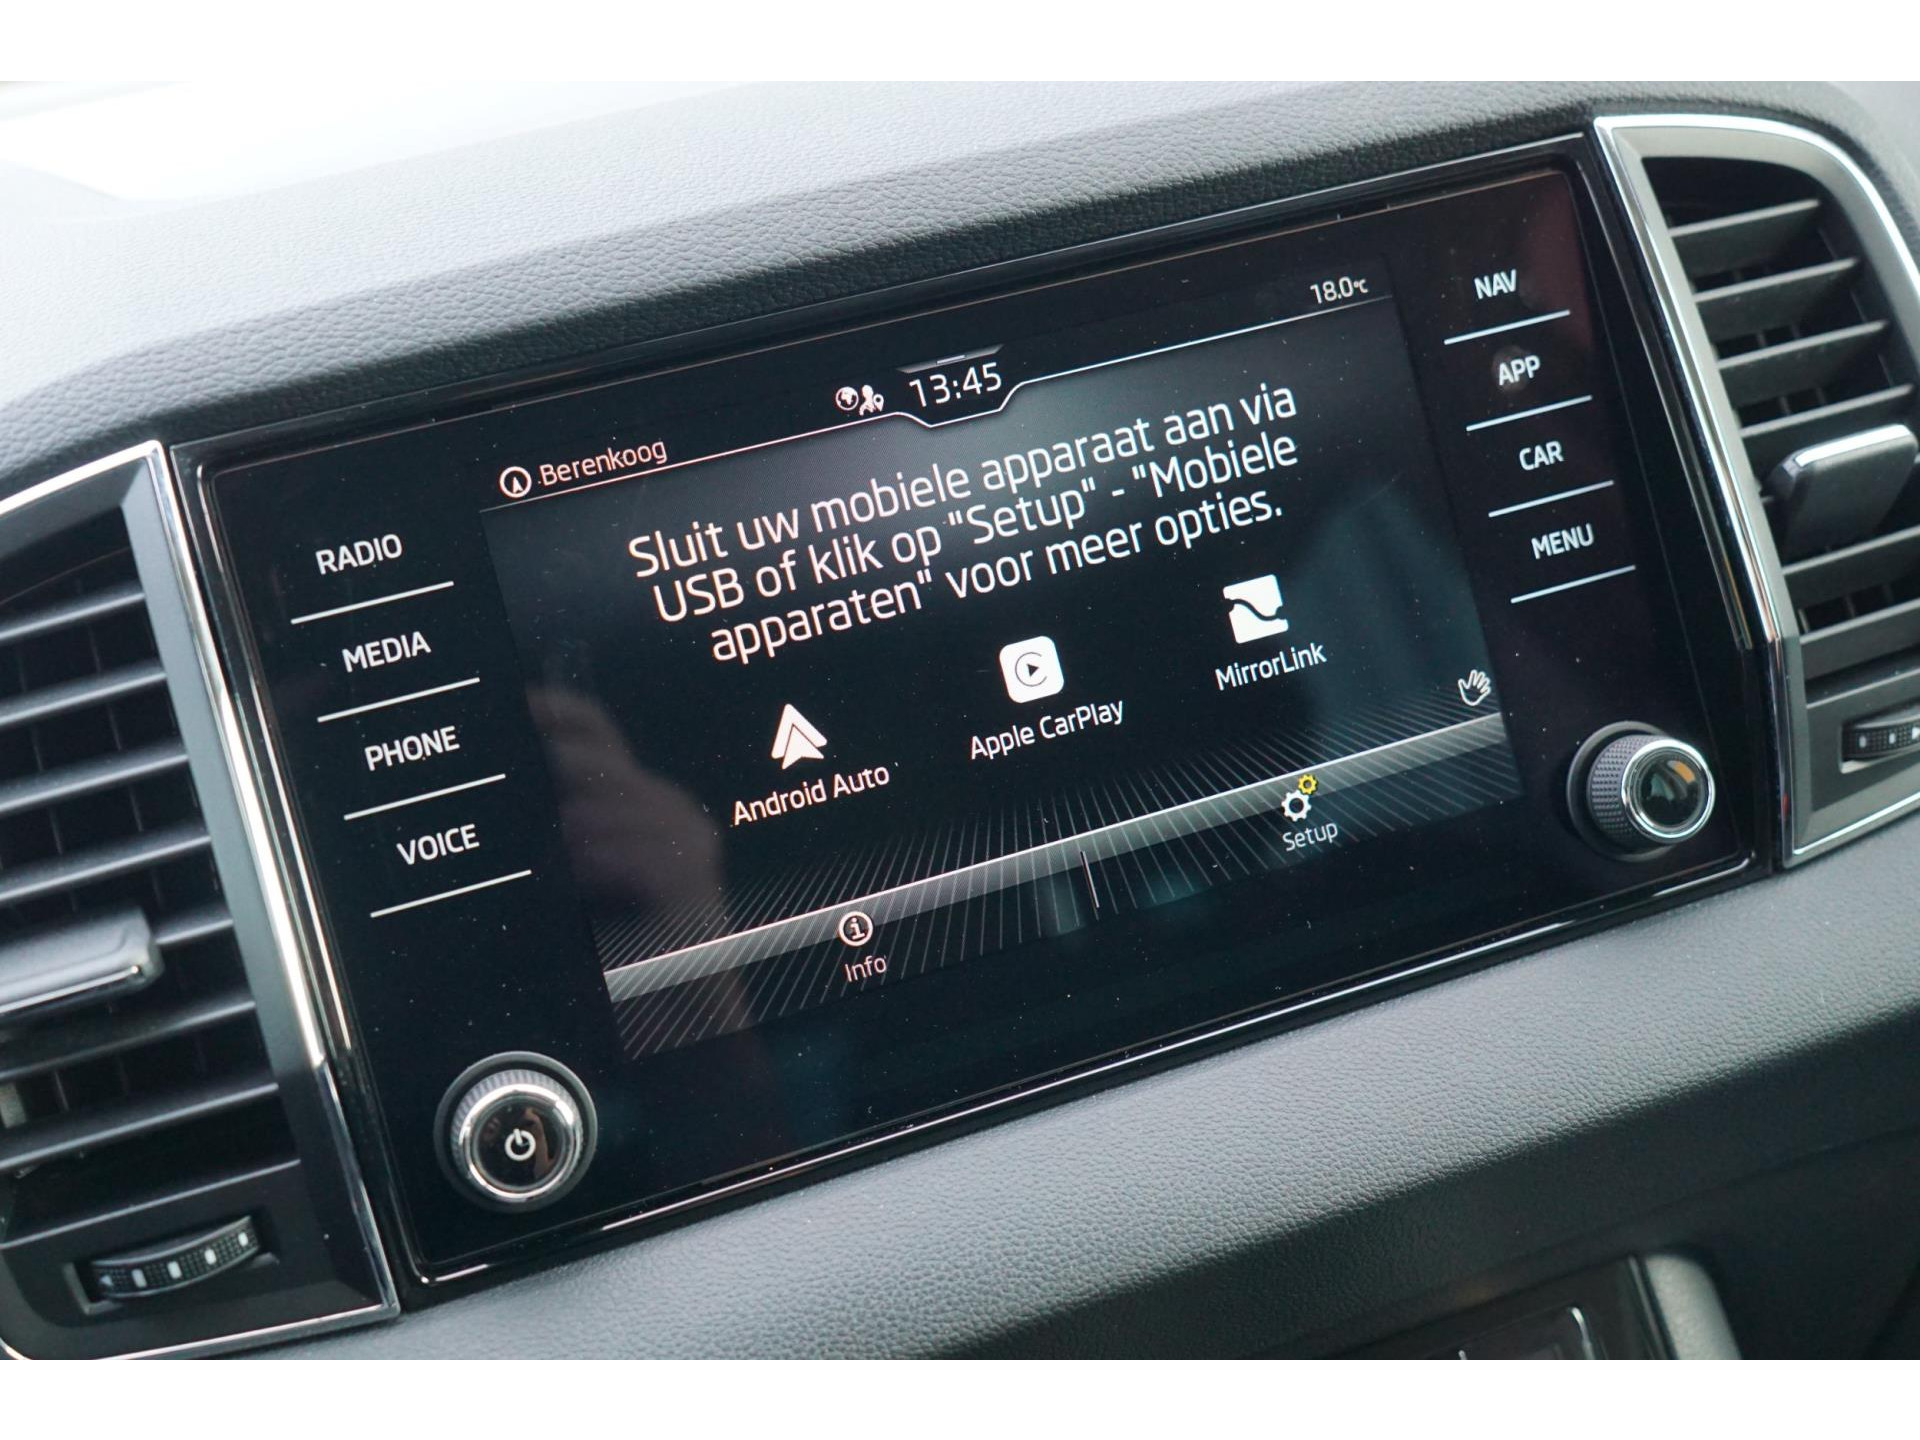 18.0°C
13:45
Berenkoog
Sluit uw mobiele apparaat aan via
USB of klik op "Setup" - "Mobiele
apparaten" voor meer opties.
Android Auto
Apple CarPlay
MirrorLink
Info
Setup
RADIO
MEDIA
PHONE
VOICE
NAV
APP
CAR
MENU